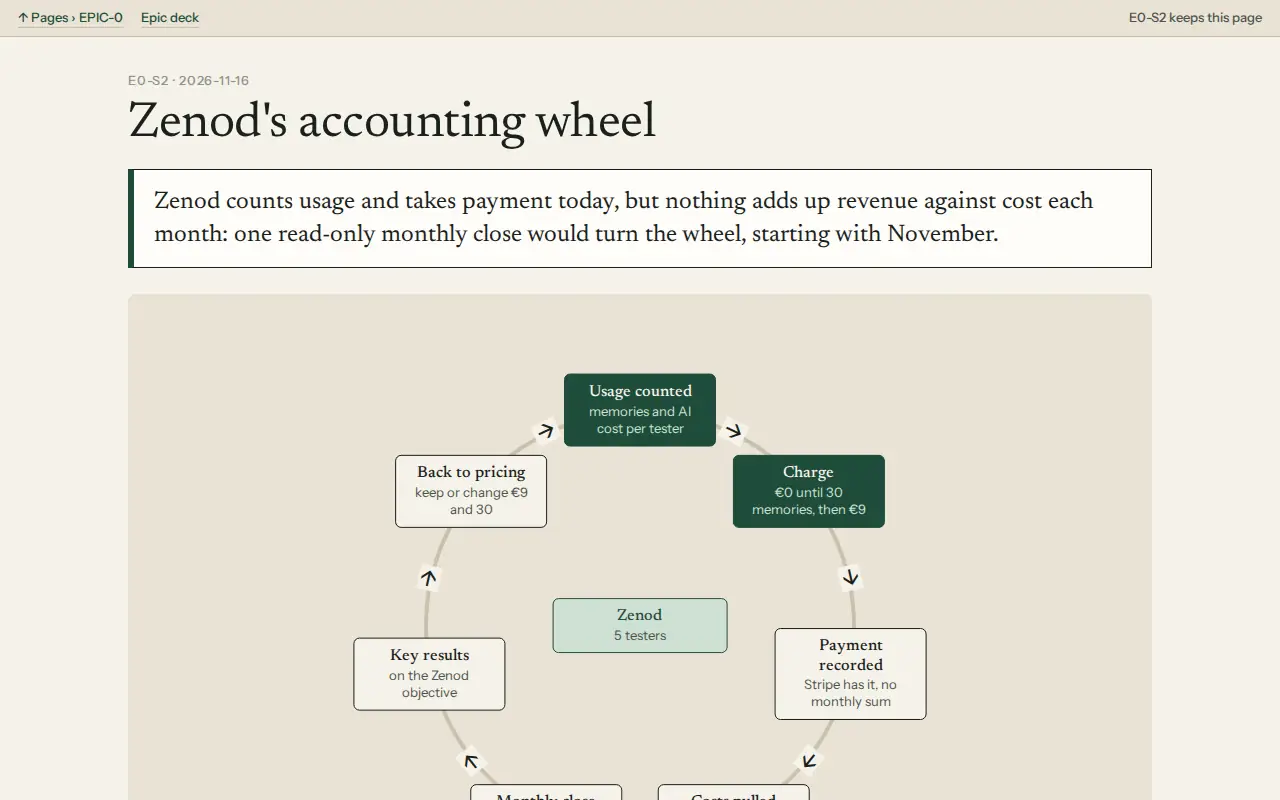 ↑ Pages › EPIC-0
Epic deck
E0-S2 keeps this page
E0-S2 · 2026-11-16
Zenod's accounting wheel
Zenod counts usage and takes payment today, but nothing adds up revenue against cost each
month: one read-only monthly close would turn the wheel, starting with November.
Usage counted
memories and AI
cost per tester
Back to pricing
keep or change €9
and 30
Charge
€0 until 30
memories, then €9
Zenod
5 testers
Key results
on the Zenod
objective
Payment
recorded
Stripe has it, no
monthly sum
Monthly close
Costs pulled